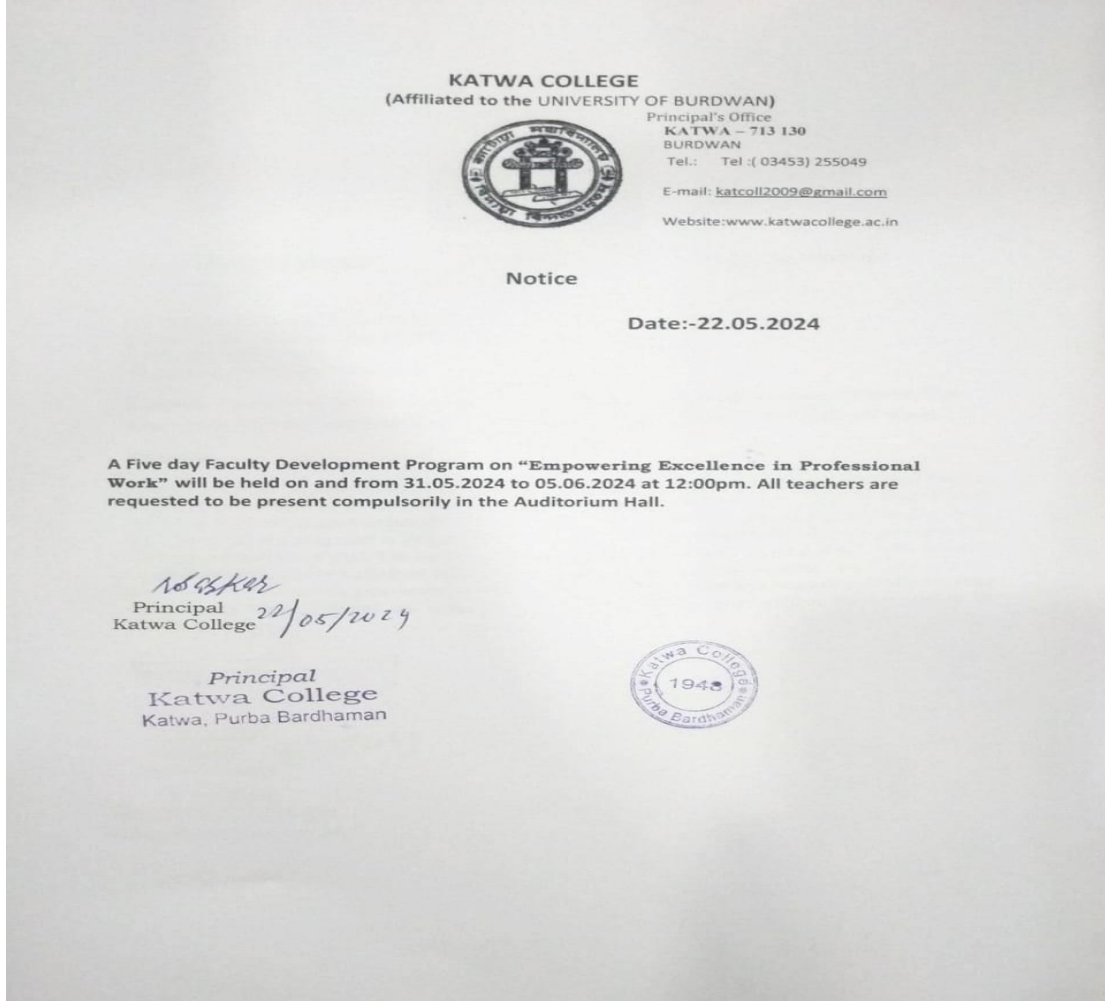 KATWA COLLEGE
(Affiliated to the UNIVERSITY OF BURDWAN)
Principal's Office
KATWA – 713 130
BURDWAN
Tel.: Tel :( 03453) 255049
E-mail: katcoll2009@gmail.com
Website:www.katwacollege.ac.in
Notice
Date:-22.05.2024
A Five day Faculty Development Program on “Empowering Excellence in Professional
Work” will be held on and from 31.05.2024 to 05.06.2024 at 12:00pm. All teachers are
requested to be present compulsorily in the Auditorium Hall.
Principal
Katwa College 22/05/2024
Principal
Katwa College
Katwa, Purba Bardhaman
Katwa College
1948
Purba Bardhaman